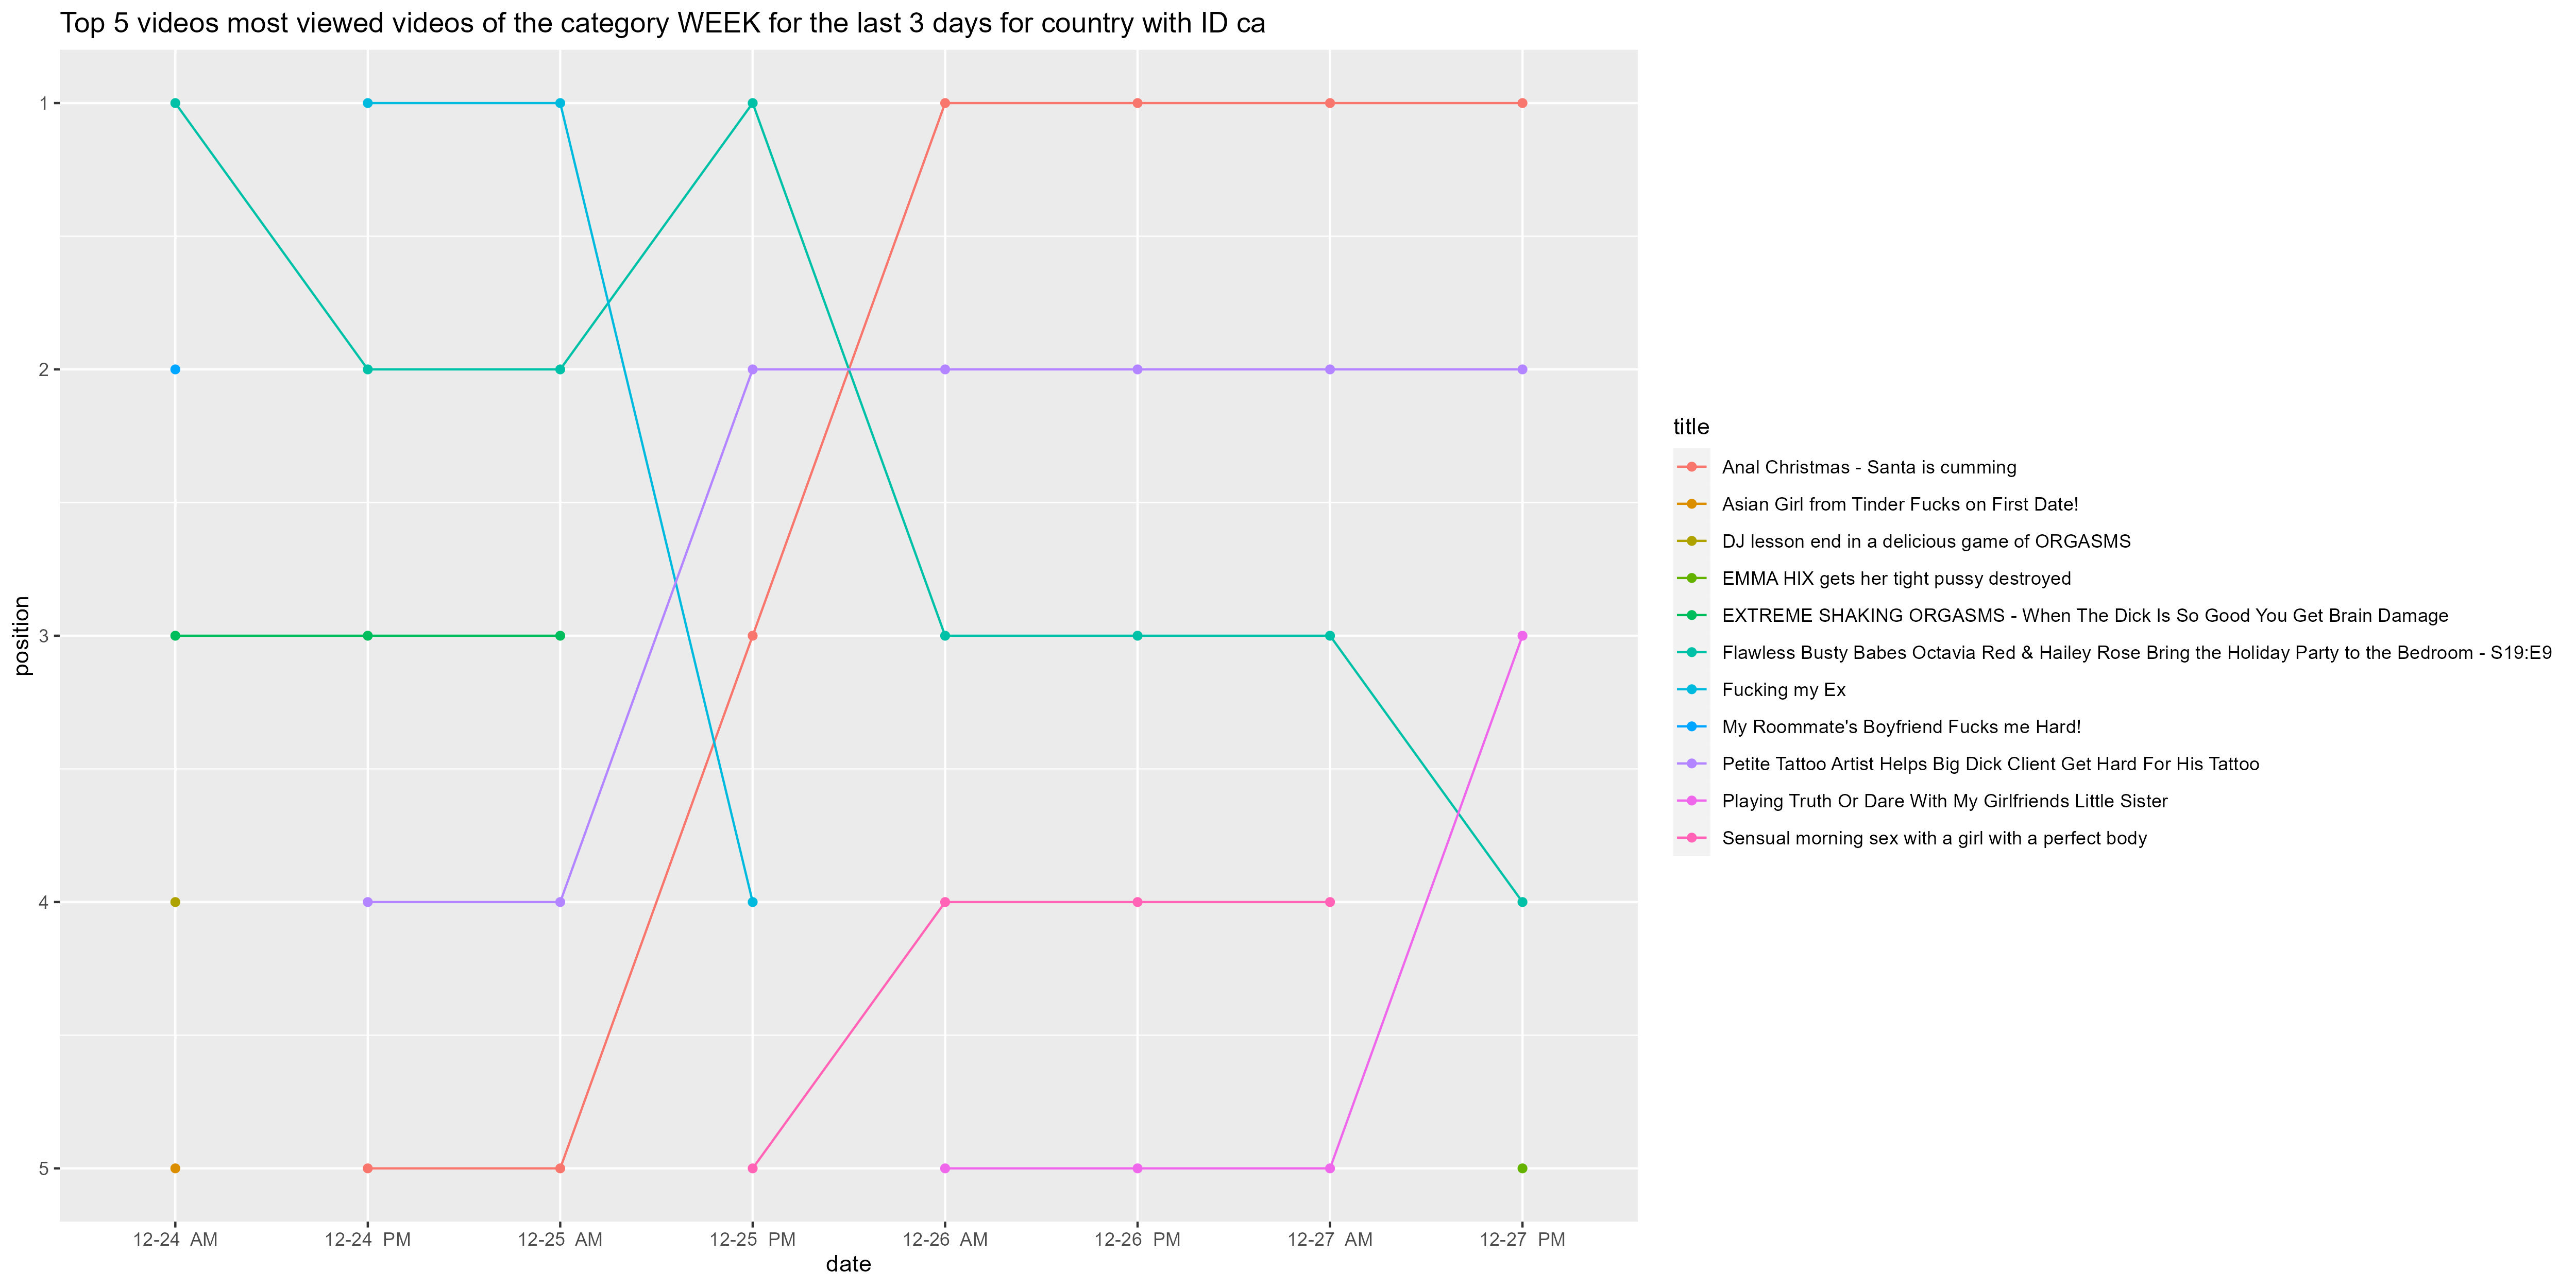 Top 5 videos most viewed videos of the category WEEK for the last 3 days for country with ID ca
position
1
2
3
4
5
12-24 AM
12-24 PM
12-25 AM
12-25 PM
12-26 AM
12-26 PM
12-27 AM
12-27 PM
date
title
Anal Christmas - Santa is cumming
Asian Girl from Tinder Fucks on First Date!
DJ lesson end in a delicious game of ORGASMS
EMMA HIX gets her tight pussy destroyed
EXTREME SHAKING ORGASMS - When The Dick Is So Good You Get Brain Damage
Flawless Busty Babes Octavia Red & Hailey Rose Bring the Holiday Party to the Bedroom - S19:E9
Fucking my Ex
My Roommate's Boyfriend Fucks me Hard!
Petite Tattoo Artist Helps Big Dick Client Get Hard For His Tattoo
Playing Truth Or Dare With My Girlfriends Little Sister
Sensual morning sex with a girl with a perfect body